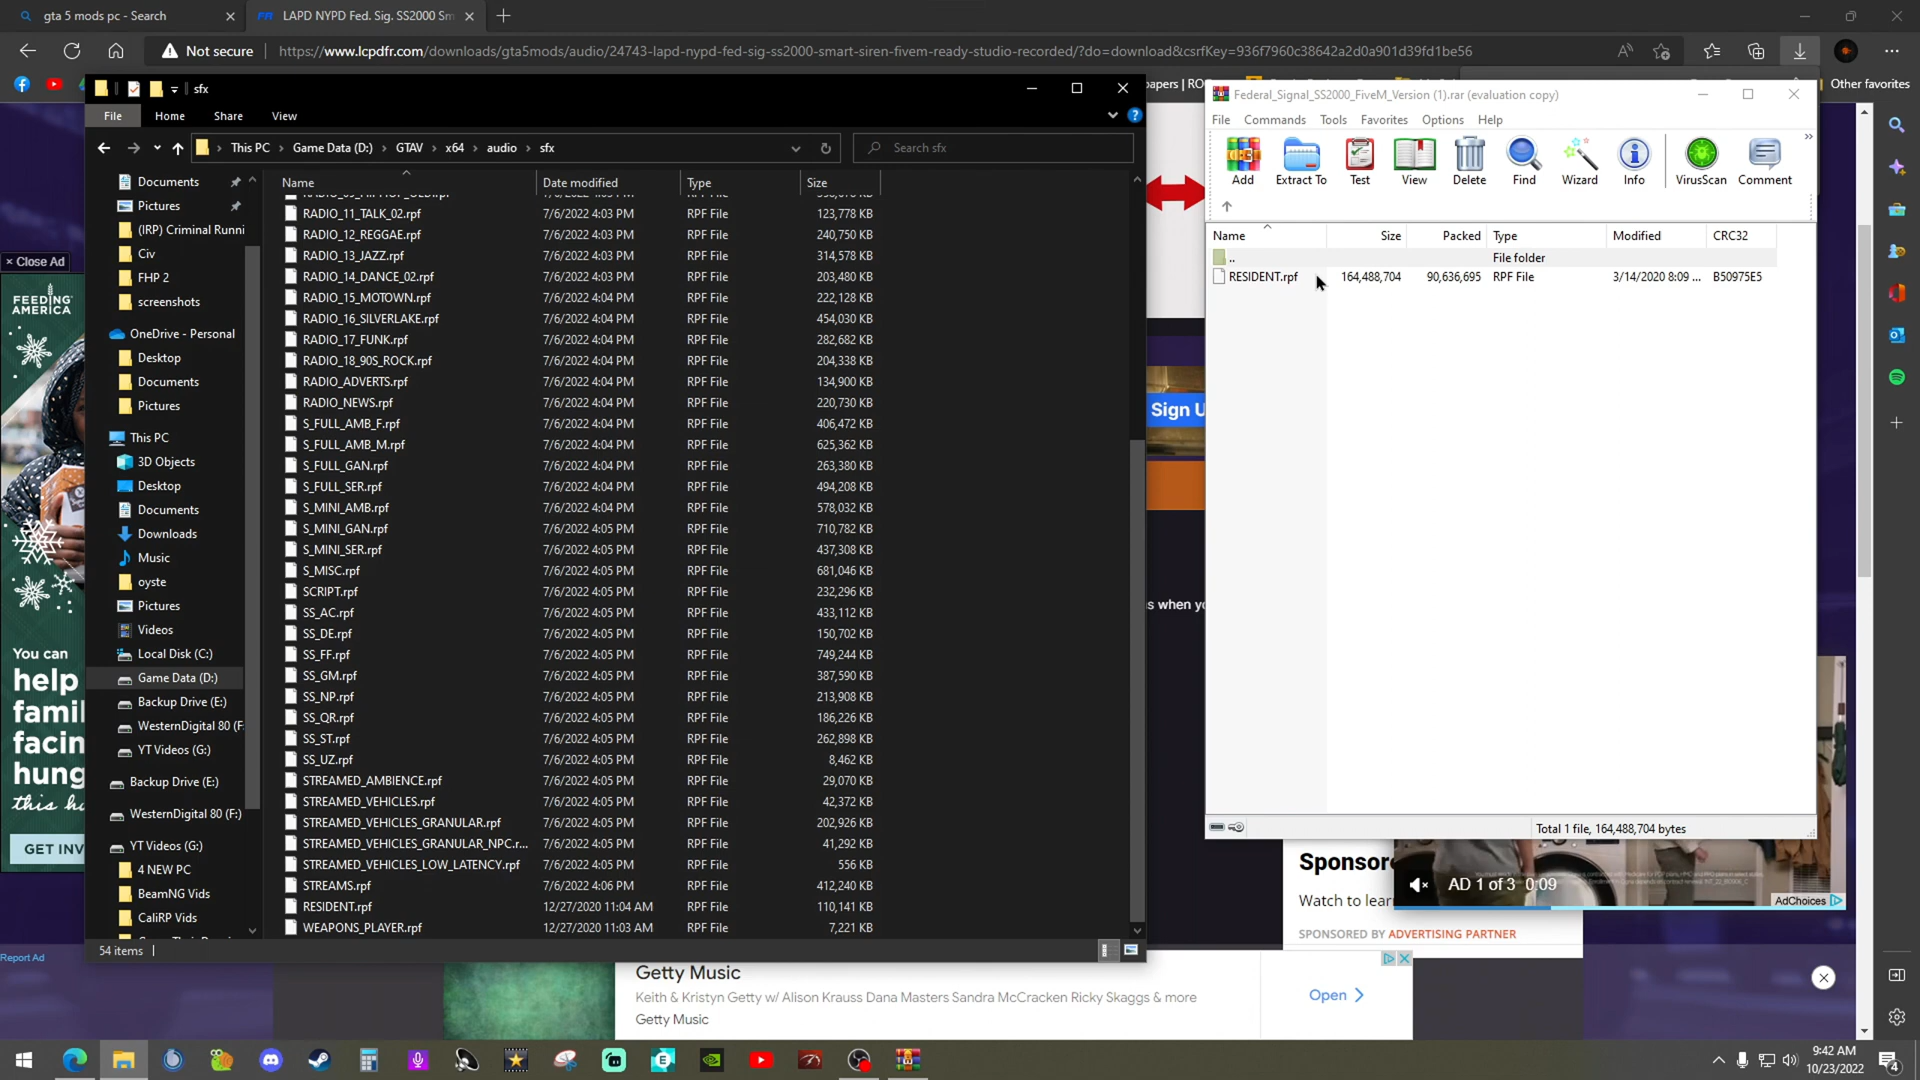 gta 5 mods pc - Search
LAPD NYPD Fed. Sig. SS2000 Sm
Not secure
https://www.lcpdfr.com/downloads/gta5mods/audio/24743-lapd-nypd-fed-sig-ss2000-smart-siren-fivem-ready-studio-recorded/?do=download&csrfKey=936f7960c38642a2d0a901d39fd1be56
Other favorites
sfx
File
Home
Share
View
This PC
Game Data (D:)
GTAV
x64
audio
sfx
Search sfx
Name
Date modified
Type
Size
Documents
Pictures
(IRP) Criminal Runni
Civ
FHP 2
screenshots
OneDrive - Personal
Desktop
Documents
Pictures
This PC
3D Objects
Desktop
Documents
Downloads
Music
oyste
Pictures
Videos
Local Disk (C:)
Game Data (D:)
Backup Drive (E:)
WesternDigital 80 (F:
YT Videos (G:)
Backup Drive (E:)
WesternDigital 80 (F:)
YT Videos (G:)
4 NEW PC
BeamNG Vids
CaliRP Vids
RADIO_11_TALK_02.rpf 7/6/2022 4:03 PM RPF File 123,778 KB
RADIO_12_REGGAE.rpf 7/6/2022 4:03 PM RPF File 240,750 KB
RADIO_13_JAZZ.rpf 7/6/2022 4:03 PM RPF File 314,578 KB
RADIO_14_DANCE_02.rpf 7/6/2022 4:03 PM RPF File 203,480 KB
RADIO_15_MOTOWN.rpf 7/6/2022 4:04 PM RPF File 222,128 KB
RADIO_16_SILVERLAKE.rpf 7/6/2022 4:04 PM RPF File 454,030 KB
RADIO_17_FUNK.rpf 7/6/2022 4:04 PM RPF File 282,682 KB
RADIO_18_90S_ROCK.rpf 7/6/2022 4:04 PM RPF File 204,338 KB
RADIO_ADVERTS.rpf 7/6/2022 4:04 PM RPF File 134,900 KB
RADIO_NEWS.rpf 7/6/2022 4:04 PM RPF File 220,730 KB
S_FULL_AMB_F.rpf 7/6/2022 4:04 PM RPF File 406,472 KB
S_FULL_AMB_M.rpf 7/6/2022 4:04 PM RPF File 625,362 KB
S_FULL_GAN.rpf 7/6/2022 4:04 PM RPF File 263,380 KB
S_FULL_SER.rpf 7/6/2022 4:04 PM RPF File 494,208 KB
S_MINI_AMB.rpf 7/6/2022 4:04 PM RPF File 578,032 KB
S_MINI_GAN.rpf 7/6/2022 4:05 PM RPF File 710,782 KB
S_MINI_SER.rpf 7/6/2022 4:05 PM RPF File 437,308 KB
S_MISC.rpf 7/6/2022 4:05 PM RPF File 681,046 KB
SCRIPT.rpf 7/6/2022 4:05 PM RPF File 232,296 KB
SS_AC.rpf 7/6/2022 4:05 PM RPF File 433,112 KB
SS_DE.rpf 7/6/2022 4:05 PM RPF File 150,702 KB
SS_FF.rpf 7/6/2022 4:05 PM RPF File 749,244 KB
SS_GM.rpf 7/6/2022 4:05 PM RPF File 387,590 KB
SS_NP.rpf 7/6/2022 4:05 PM RPF File 213,908 KB
SS_QR.rpf 7/6/2022 4:05 PM RPF File 186,226 KB
SS_ST.rpf 7/6/2022 4:05 PM RPF File 262,898 KB
SS_UZ.rpf 7/6/2022 4:05 PM RPF File 8,462 KB
STREAMED_AMBIENCE.rpf 7/6/2022 4:05 PM RPF File 29,070 KB
STREAMED_VEHICLES.rpf 7/6/2022 4:05 PM RPF File 42,372 KB
STREAMED_VEHICLES_GRANULAR.rpf 7/6/2022 4:05 PM RPF File 202,926 KB
STREAMED_VEHICLES_GRANULAR_NPC.r... 7/6/2022 4:05 PM RPF File 41,292 KB
STREAMED_VEHICLES_LOW_LATENCY.rpf 7/6/2022 4:05 PM RPF File 556 KB
STREAMS.rpf 7/6/2022 4:06 PM RPF File 412,240 KB
RESIDENT.rpf 12/27/2020 11:04 AM RPF File 110,141 KB
WEAPONS_PLAYER.rpf 12/27/2020 11:03 AM RPF File 7,221 KB
54 items
Federal_Signal_SS2000_FiveM_Version (1).rar (evaluation copy)
File Commands Tools Favorites Options Help
Add Extract To Test View Delete Find Wizard Info VirusScan Comment
Name Size Packed Type Modified CRC32
.. File folder
RESIDENT.rpf 164,488,704 90,636,695 RPF File 3/14/2020 8:09 ... B50975E5
Total 1 file, 164,488,704 bytes
× Close Ad
FEEDING
AMERICA
You can
help
famil
facin
hung
this h
GET INV
Report Ad
papers | RO
Sign U
s when yo
Sponsore
Watch to lear
AD 1 of 3 0:09
AdChoices
SPONSORED BY ADVERTISING PARTNER
Getty Music
Keith & Kristyn Getty w/ Alison Krauss Dana Masters Sandra McCracken Ricky Skaggs & more
Getty Music
Open
9:42 AM
10/23/2022
4